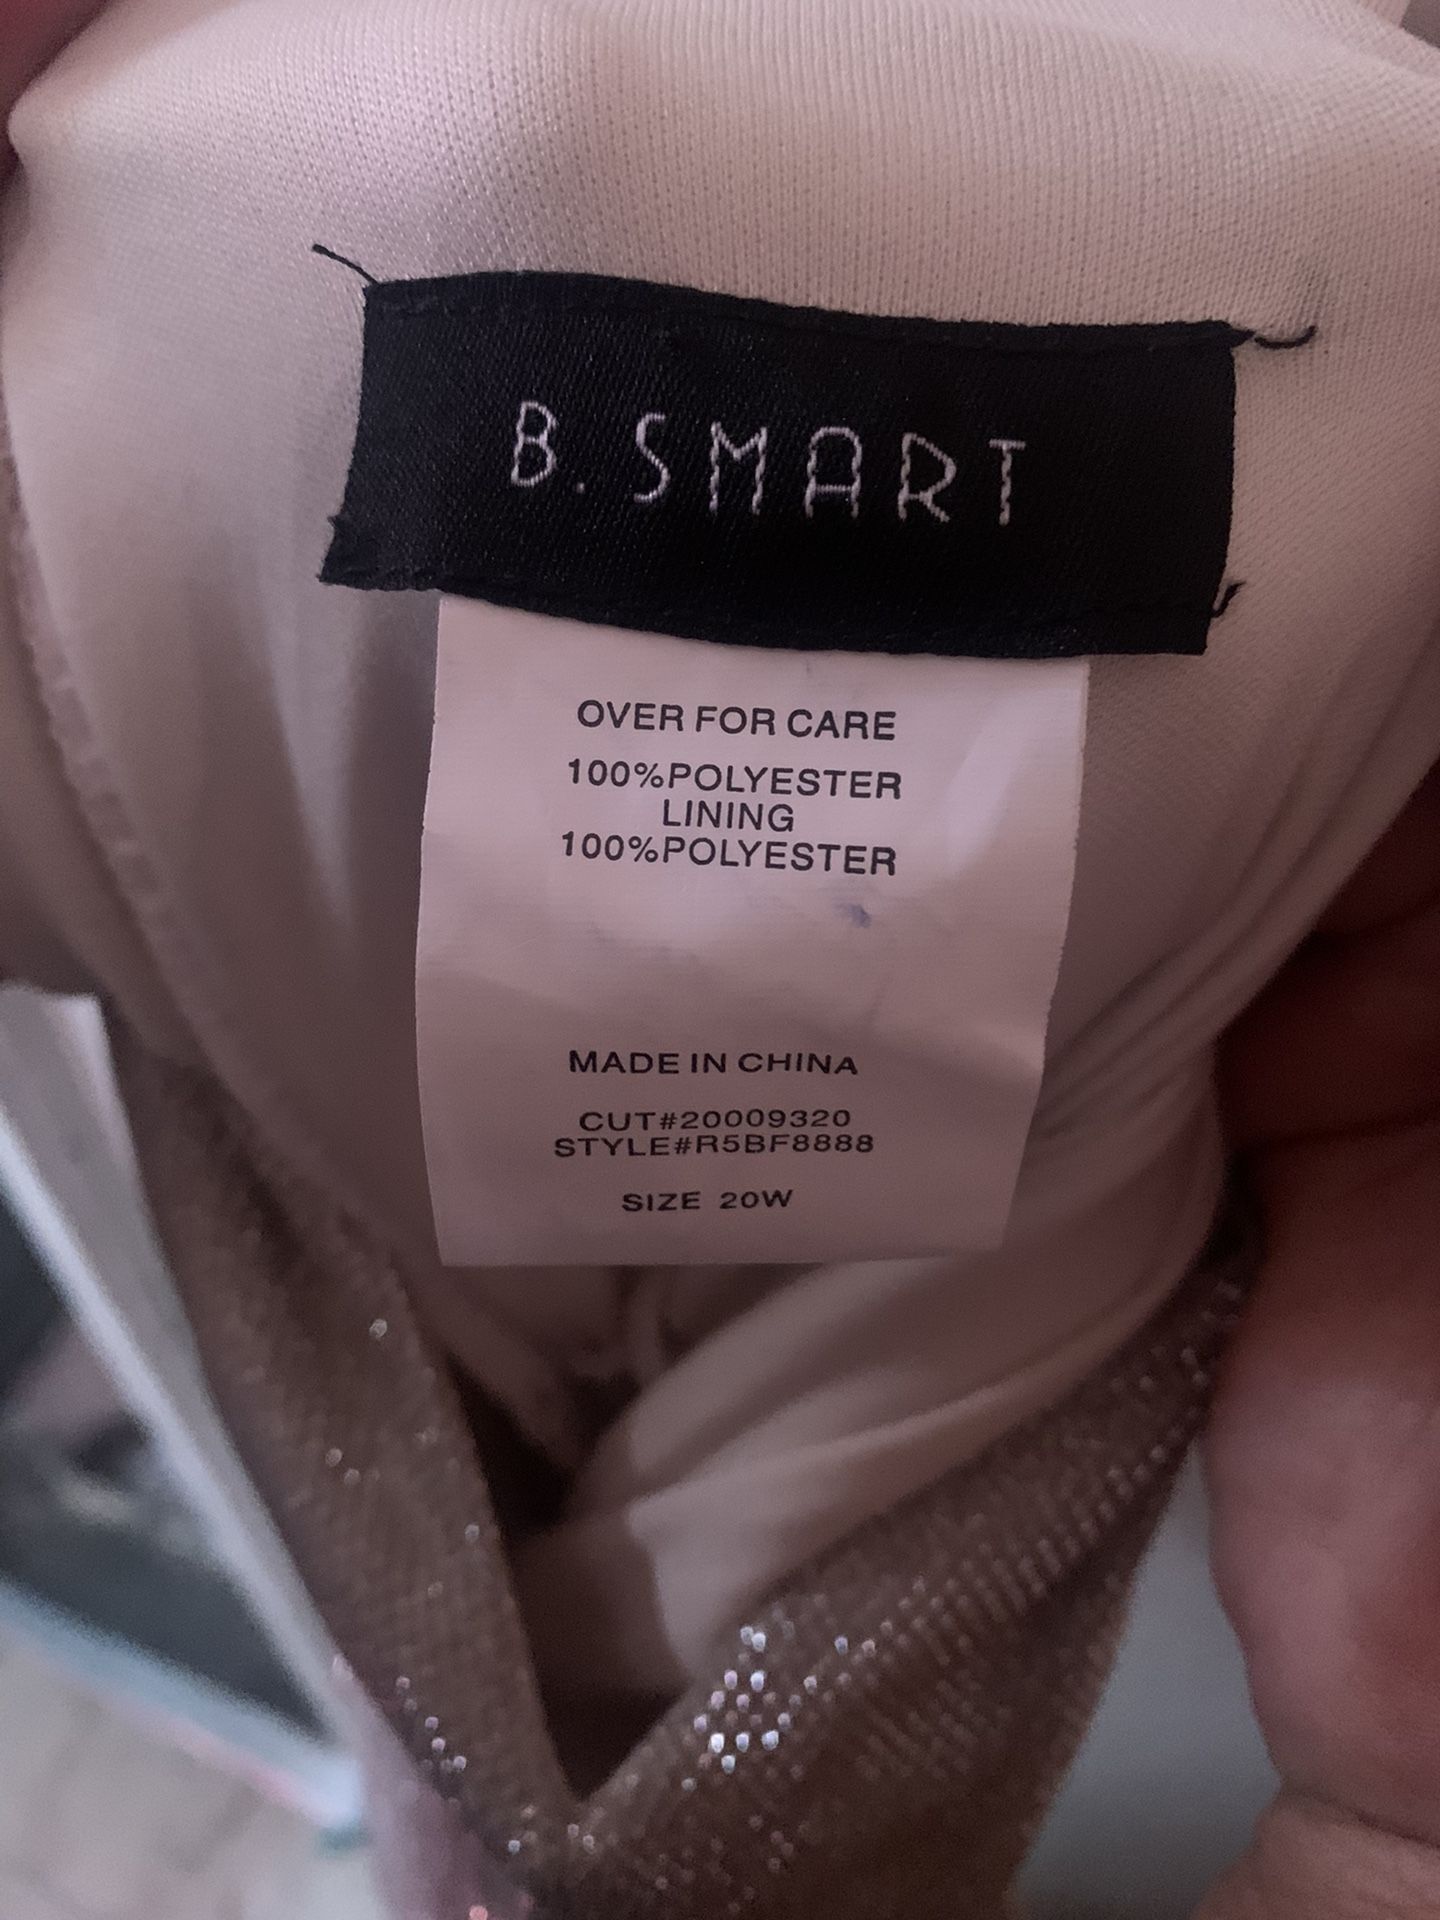 B. SMART
OVER FOR CARE
100%POLYESTER
LINING
100%POLYESTER
MADE IN CHINA
CUT#20009320
STYLE#R5BF8888
SIZE 20W